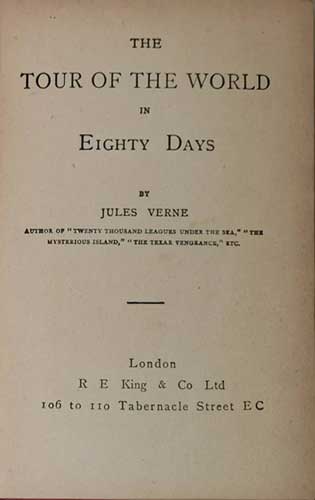 THE
TOUR OF THE WORLD
IN
EIGHTY DAYS
BY
JULES VERNE
AUTHOR OF "TWENTY THOUSAND LEAGUES UNDER THE SEA," "THE
MYSTERIOUS ISLAND," "THE TEXAR VENGEANCE," ETC.
London
R E King & Co Ltd
106 to 110 Tabernacle Street E C